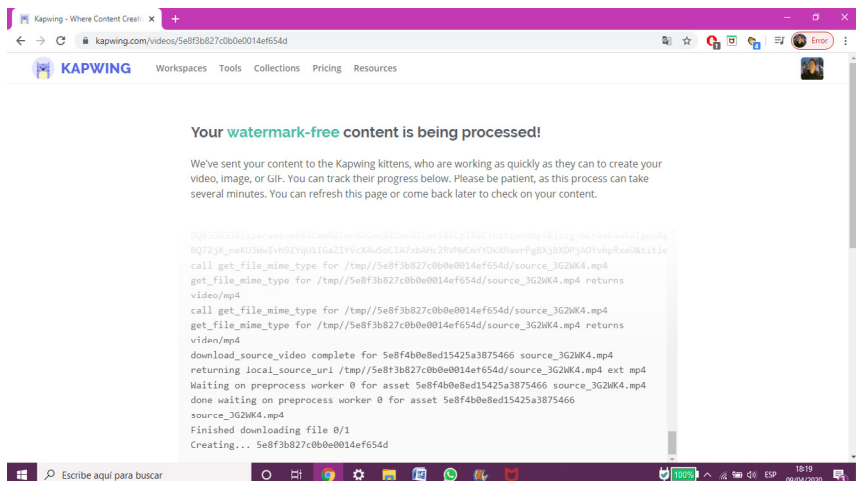 Kapwing - Where Content Creati
kapwing.com/videos/5e8f3b827c0b0e0014ef654d
Error
KAPWING Workspaces Tools Collections Pricing Resources
Your watermark-free content is being processed!
We've sent your content to the Kapwing kittens, who are working as quickly as they can to create your
video, image, or GIF. You can track their progress below. Please be patient, as this process can take
several minutes. You can refresh this page or come back later to check on your content.
call get_file_mime_type for /tmp//5e8f3b827c0b0e0014ef654d/source_3G2WK4.mp4
get_file_mime_type for /tmp//5e8f3b827c0b0e0014ef654d/source_3G2WK4.mp4 returns
video/mp4
call get_file_mime_type for /tmp//5e8f3b827c0b0e0014ef654d/source_3G2WK4.mp4
get_file_mime_type for /tmp//5e8f3b827c0b0e0014ef654d/source_3G2WK4.mp4 returns
video/mp4
download_source_video complete for 5e8f4b0e8ed15425a3875466 source_3G2WK4.mp4
returning local_source_url /tmp//5e8f3b827c0b0e0014ef654d/source_3G2WK4.mp4 ext mp4
Waiting on preprocess worker 0 for asset 5e8f4b0e8ed15425a3875466 source_3G2WK4.mp4
done waiting on preprocess worker 0 for asset 5e8f4b0e8ed15425a3875466
source_3G2WK4.mp4
Finished downloading file 0/1
Creating... 5e8f3b827c0b0e0014ef654d
Escribe aquí para buscar
100%
ESP
18:19
09/04/2020